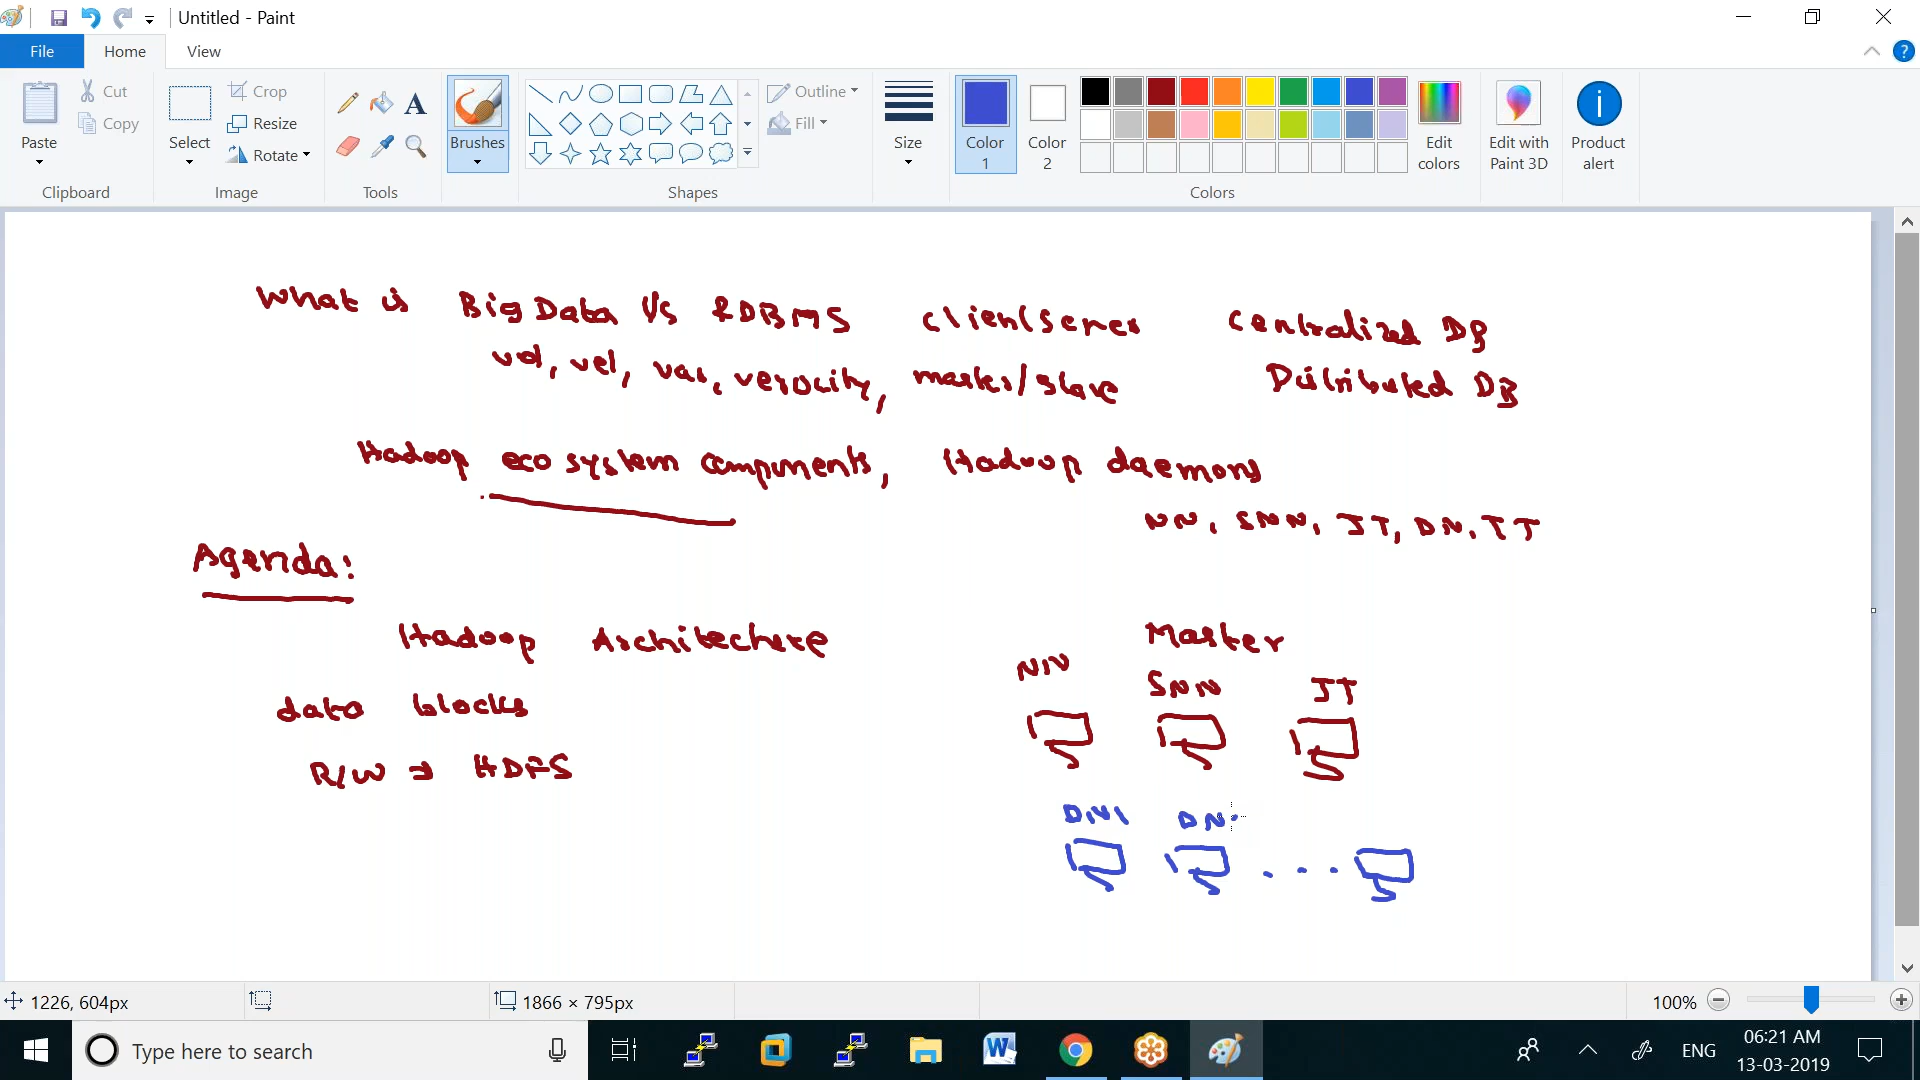 Untitled - Paint
File Home View
Paste
Cut
Copy
Clipboard
Select
Crop
Resize
Rotate
Image
A
Tools
Brushes
Shapes
Outline
Fill
Size
Color 1
Color 2
Colors
Edit colors
Edit with Paint 3D
Product alert
What is Big Data V/s RDBMS client/server centralized DB
vol, vel, var, verocity, master/slave Distributed DB
Hadoop eco system components, Hadoop daemons
NN, SNN, JT, DN, TT
Agenda:
Hadoop Architecture
Master
NN SNN JT
data blocks
R/W ⇒ HDFS
DN1 DN
. . .
1226, 604px
1866 × 795px
100%
Type here to search
ENG
06:21 AM
13-03-2019